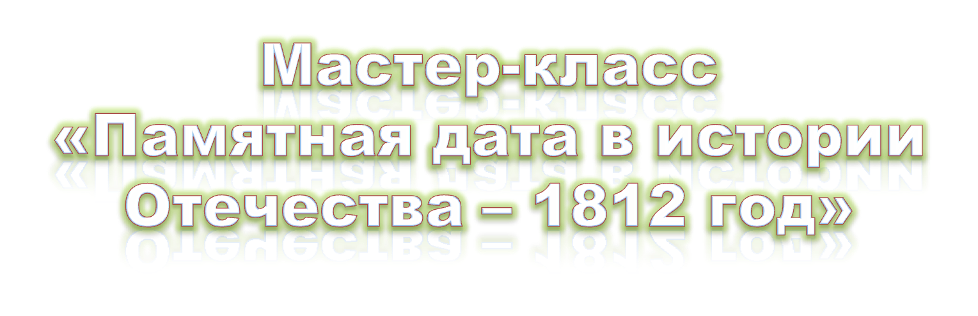 Мастер-класс
«Памятная дата в истории
Отечества – 1812 год»